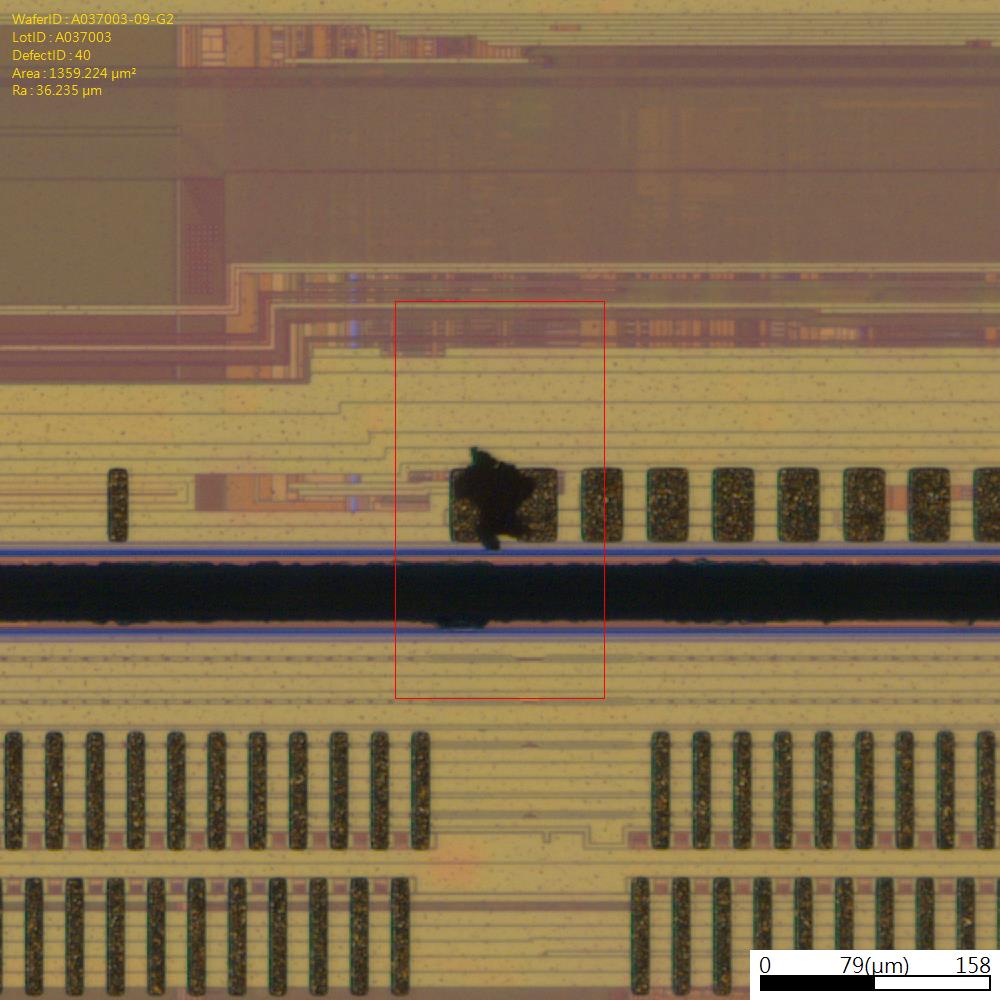 WaferID : A037003-09-G2
LotID : A037003
DefectID : 40
Area : 1359.224 µm²
Ra : 36.235 µm
0 79(µm) 158